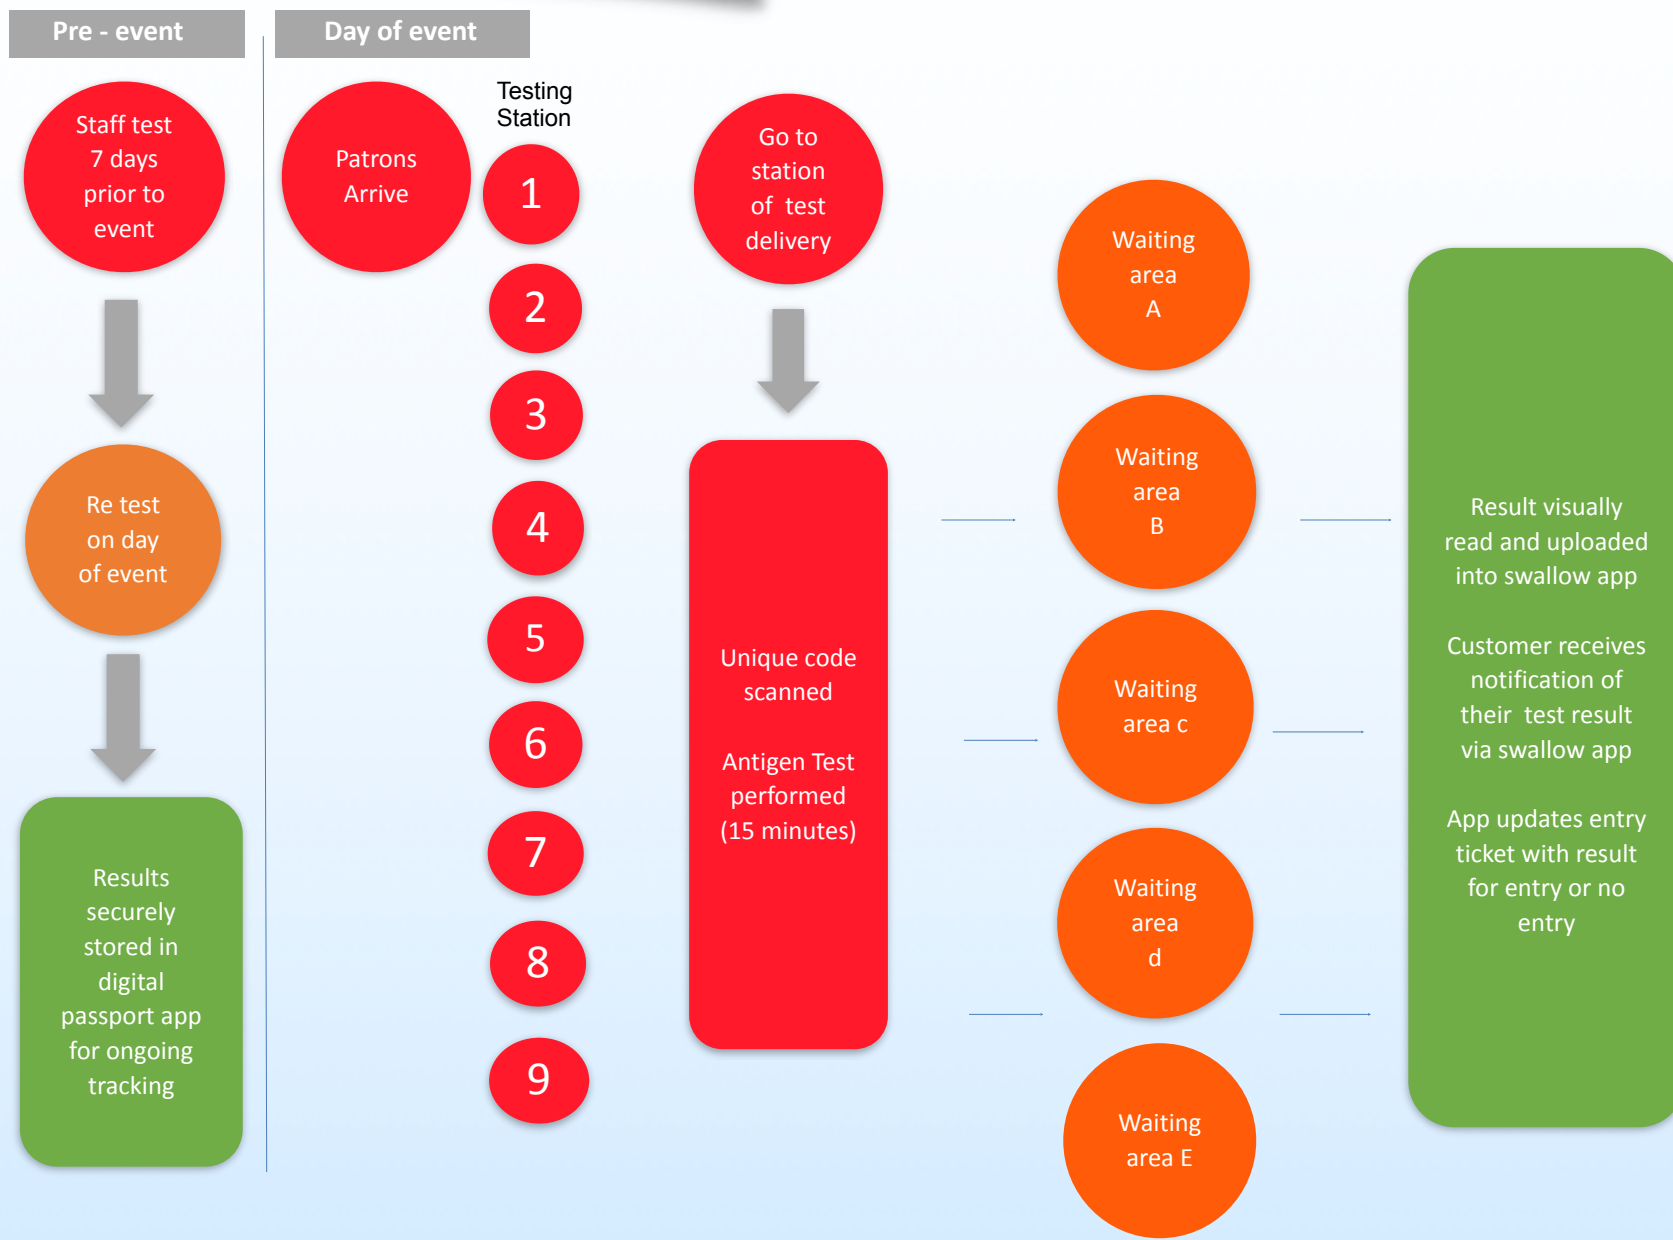 Pre - event
Day of event
Staff test
7 days
prior to
event
Re test
on day
of event
Results
securely
stored in
digital
passport app
for ongoing
tracking
Patrons
Arrive
Testing
Station
1
2
3
4
5
6
7
8
9
Go to
station
of test
delivery
Unique code
scanned
Antigen Test
performed
(15 minutes)
Waiting
area
A
Waiting
area
B
Waiting
area c
Waiting
area
d
Waiting
area E
Result visually
read and uploaded
into swallow app
Customer receives
notification of
their test result
via swallow app
App updates entry
ticket with result
for entry or no
entry